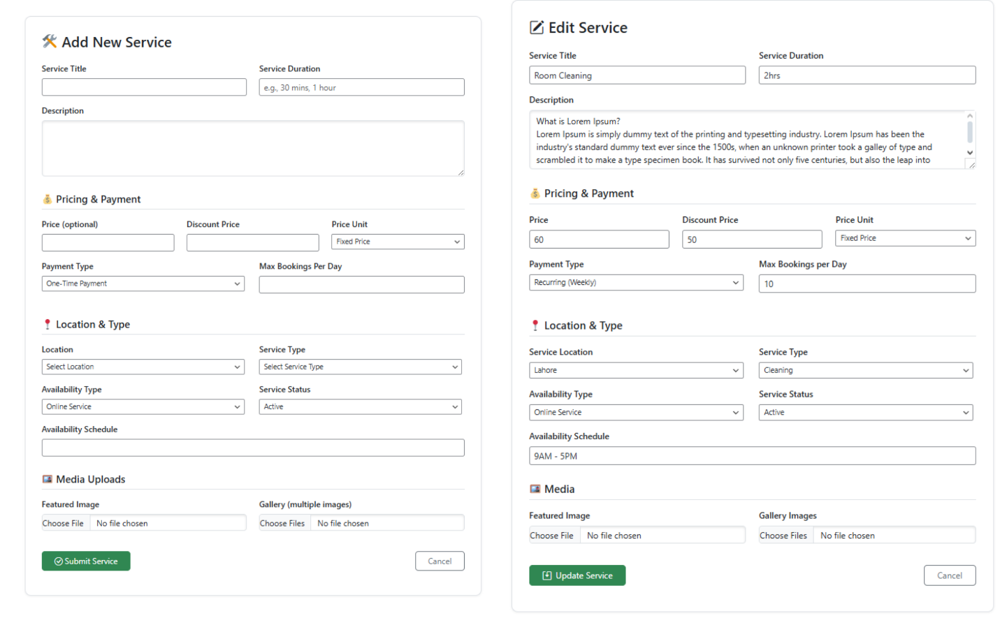 Add New Service
Service Title
Service Duration
e.g., 30 mins, 1 hour
Description
Pricing & Payment
Price (optional)
Discount Price
Price Unit
Fixed Price
Payment Type
Max Bookings Per Day
One-Time Payment
Location & Type
Location
Service Type
Select Location
Select Service Type
Availability Type
Service Status
Online Service
Active
Availability Schedule
Media Uploads
Featured Image
Gallery (multiple images)
Choose File No file chosen
Choose Files No file chosen
Submit Service
Cancel
Edit Service
Service Title
Service Duration
Room Cleaning
2hrs
Description
What is Lorem Ipsum?
Lorem Ipsum is simply dummy text of the printing and typesetting industry. Lorem Ipsum has been the
industry's standard dummy text ever since the 1500s, when an unknown printer took a galley of type and
scrambled it to make a type specimen book. It has survived not only five centuries, but also the leap into
Pricing & Payment
Price
Discount Price
Price Unit
60
50
Fixed Price
Payment Type
Max Bookings per Day
Recurring (Weekly)
10
Location & Type
Service Location
Service Type
Lahore
Cleaning
Availability Type
Service Status
Online Service
Active
Availability Schedule
9AM - 5PM
Media
Featured Image
Gallery Images
Choose File No file chosen
Choose Files No file chosen
Update Service
Cancel